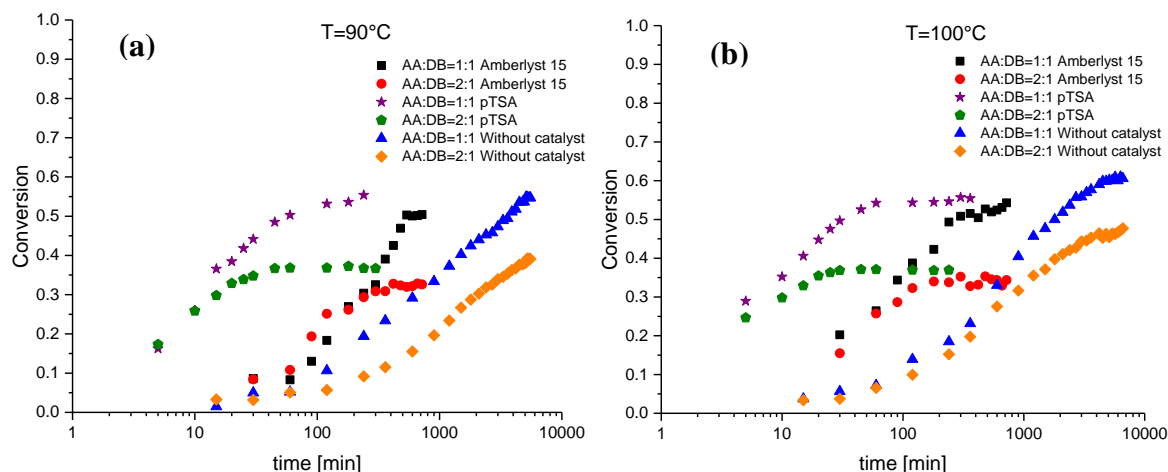 (a)
T=90°C
AA:DB=1:1 Amberlyst 15
AA:DB=2:1 Amberlyst 15
AA:DB=1:1 pTSA
AA:DB=2:1 pTSA
AA:DB=1:1 Without catalyst
AA:DB=2:1 Without catalyst
Conversion
1.0
0.9
0.8
0.7
0.6
0.5
0.4
0.3
0.2
0.1
0.0
1 10 100 1000 10000
time [min]
(b)
T=100°C
AA:DB=1:1 Amberlyst 15
AA:DB=2:1 Amberlyst 15
AA:DB=1:1 pTSA
AA:DB=2:1 pTSA
AA:DB=1:1 Without catalyst
AA:DB=2:1 Without catalyst
Conversion
1.0
0.9
0.8
0.7
0.6
0.5
0.4
0.3
0.2
0.1
0.0
1 10 100 1000 10000
time [min]